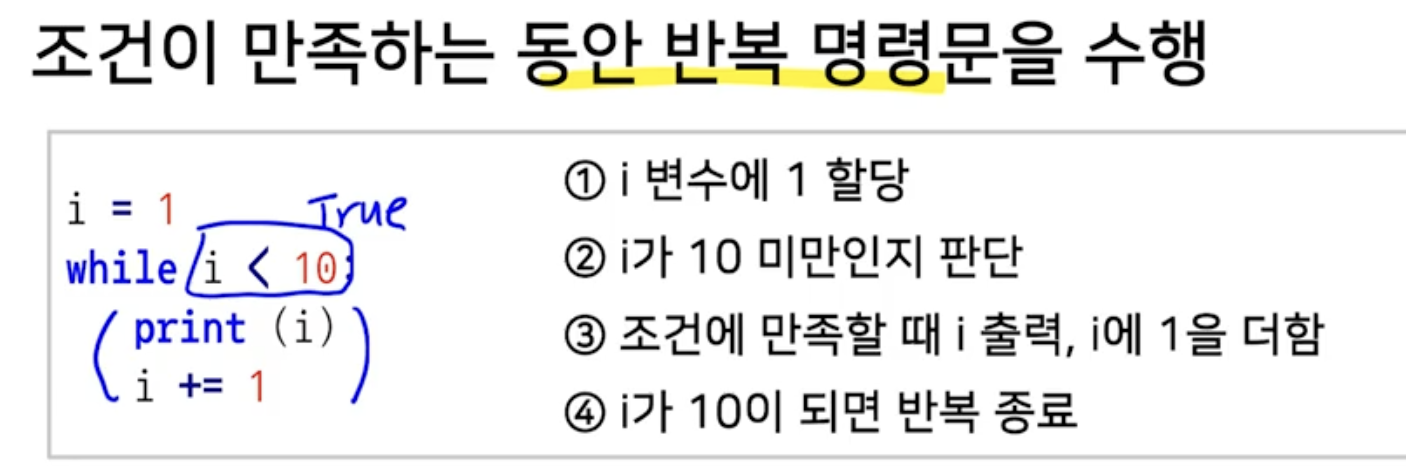 조건이 만족하는 동안 반복 명령문을 수행
i = 1
True
while i < 10:
print (i)
i += 1
① i 변수에 1 할당
② i가 10 미만인지 판단
③ 조건에 만족할 때 i 출력, i에 1을 더함
④ i가 10이 되면 반복 종료